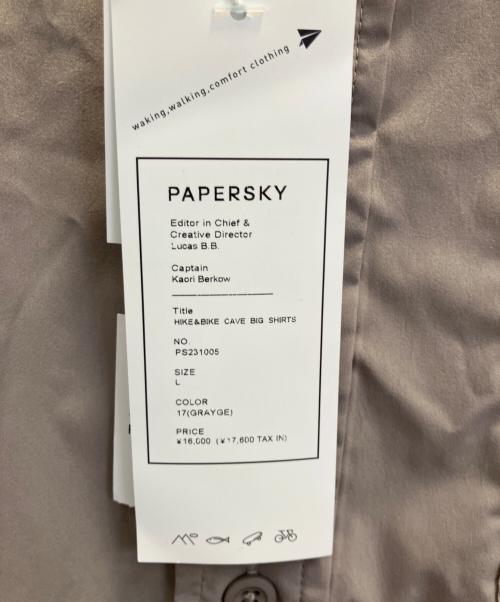 waking,walking,comfort clothing
PAPERSKY
Editor in Chief &
Creative Director
Lucas B.B.
Captain
Kaori Berkow
Title
HIKE&BIKE CAVE BIG SHIRTS
NO.
PS231005
SIZE
L
COLOR
17(GRAYGE)
PRICE
¥16,000 (¥17,600 TAX IN)